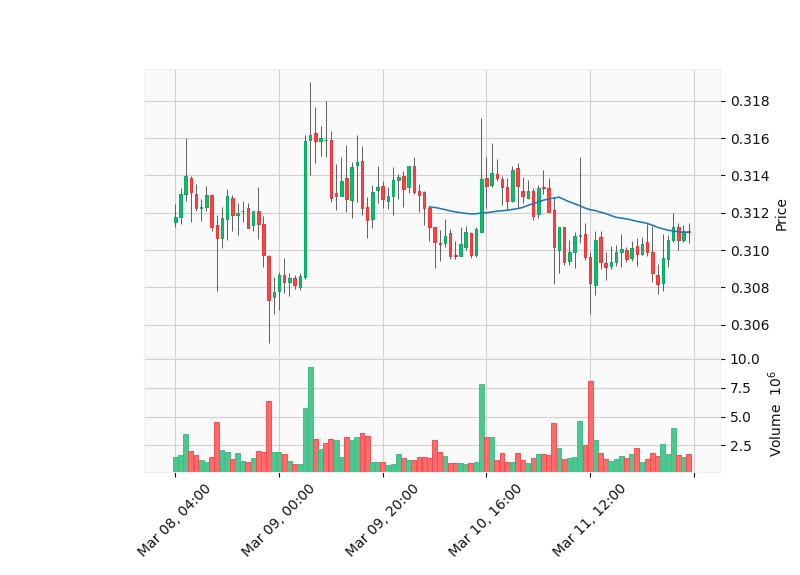 0.318
0.316
0.314
0.312
0.310
0.308
0.306
Price
10.0
7.5
5.0
2.5
Volume 10^6
Mar 08, 04:00
Mar 09, 00:00
Mar 09, 20:00
Mar 10, 16:00
Mar 11, 12:00